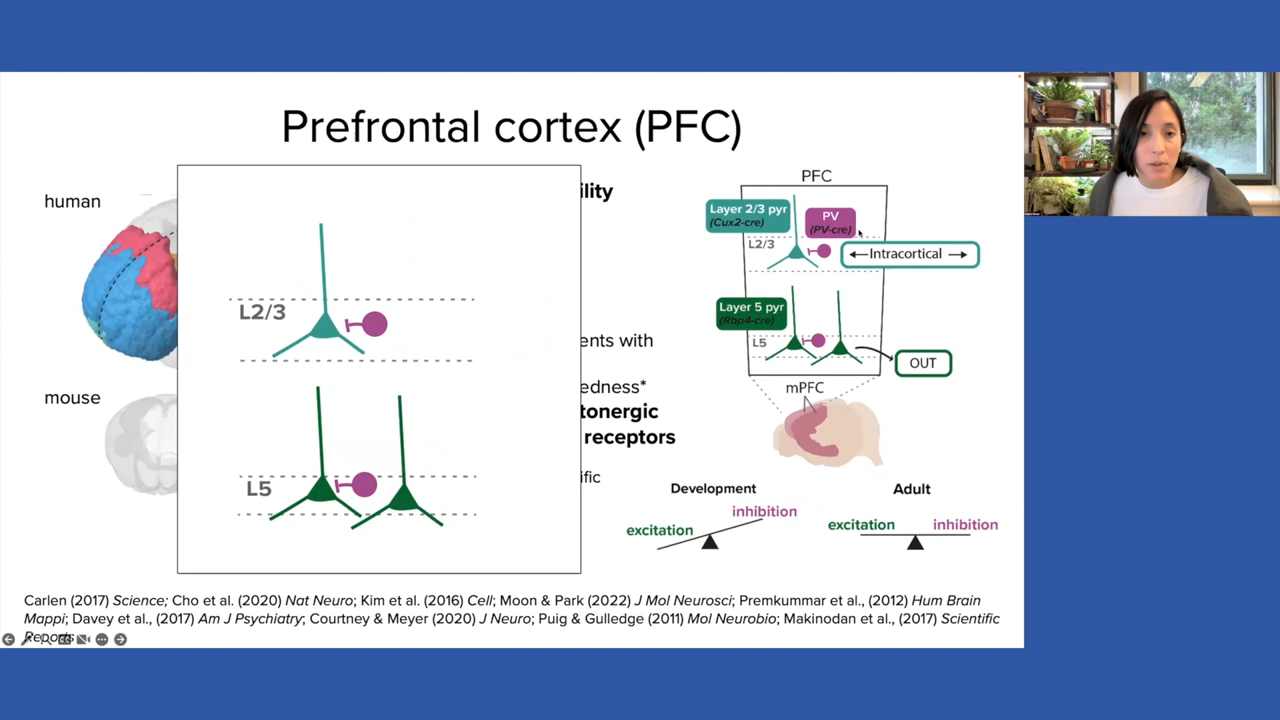 Prefrontal cortex (PFC)
human
mouse
L2/3
L5
ility
ents with
edness*
tonergic
receptors
ific
PFC
Layer 2/3 pyr
(Cux2-cre)
PV
(PV-cre)
L2/3
Intracortical
Layer 5 pyr
(Rbp4-cre)
L5
OUT
mPFC
Development
inhibition
excitation
Adult
excitation
inhibition
Carlen (2017) Science; Cho et al. (2020) Nat Neuro; Kim et al. (2016) Cell; Moon & Park (2022) J Mol Neurosci; Premkummar et al., (2012) Hum Brain
Mappi; Davey et al., (2017) Am J Psychiatry; Courtney & Meyer (2020) J Neuro; Puig & Gulledge (2011) Mol Neurobio; Makinodan et al., (2017) Scientific
Reports